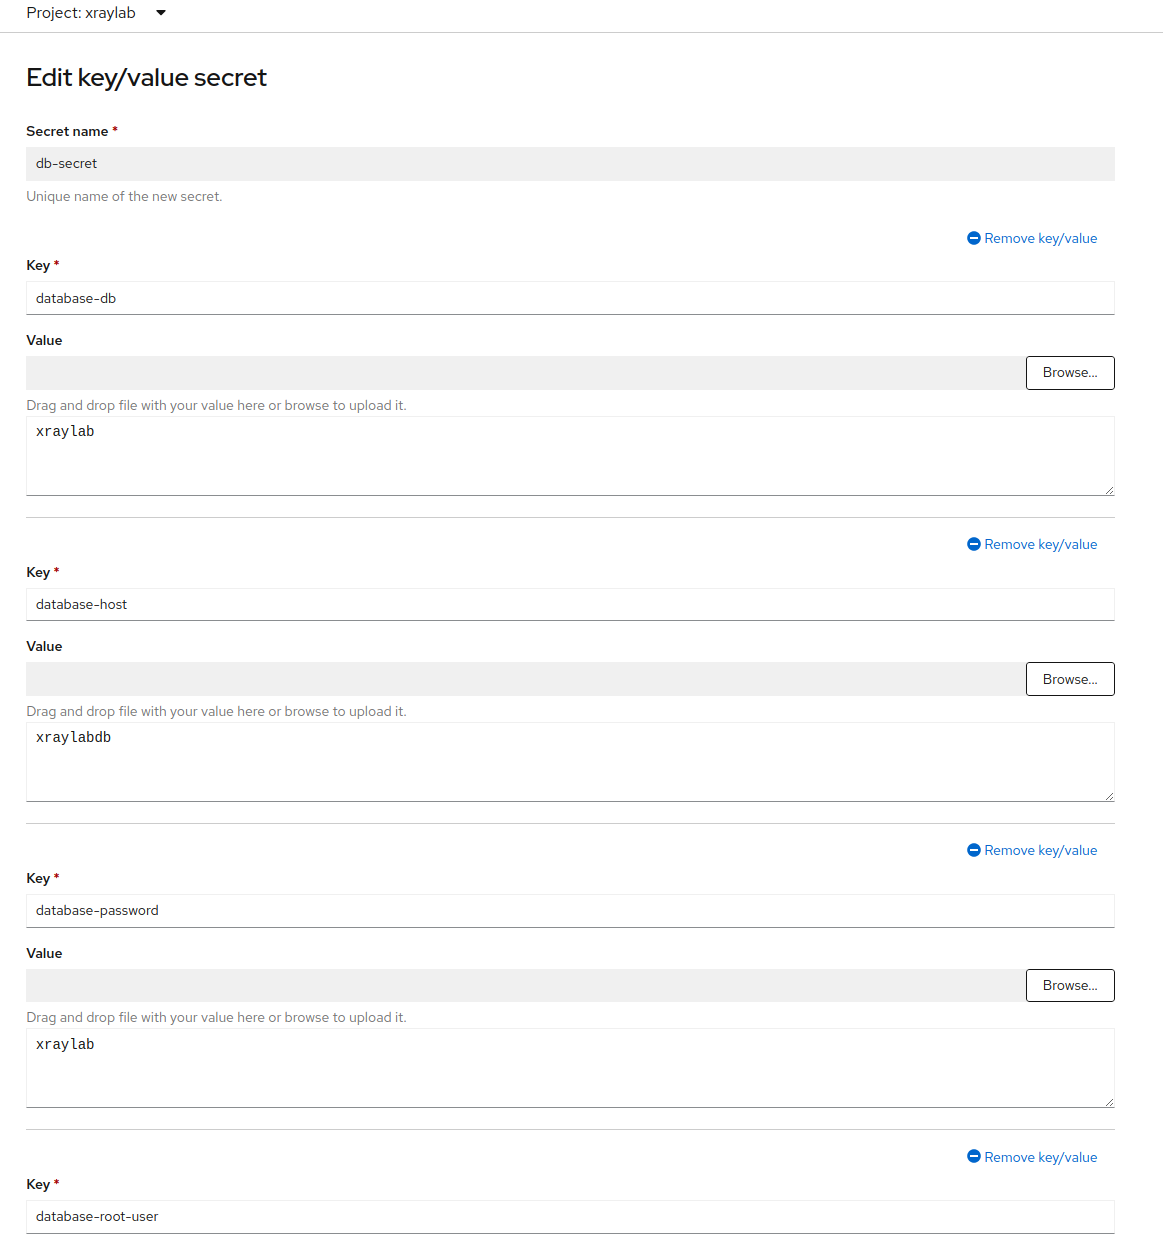 Project: xraylab
Edit key/value secret
Secret name *
db-secret
Unique name of the new secret.
Remove key/value
Key *
database-db
Value
Browse...
Drag and drop file with your value here or browse to upload it.
xraylab
Remove key/value
Key *
database-host
Value
Browse...
Drag and drop file with your value here or browse to upload it.
xraylabdb
Remove key/value
Key *
database-password
Value
Browse...
Drag and drop file with your value here or browse to upload it.
xraylab
Remove key/value
Key *
database-root-user